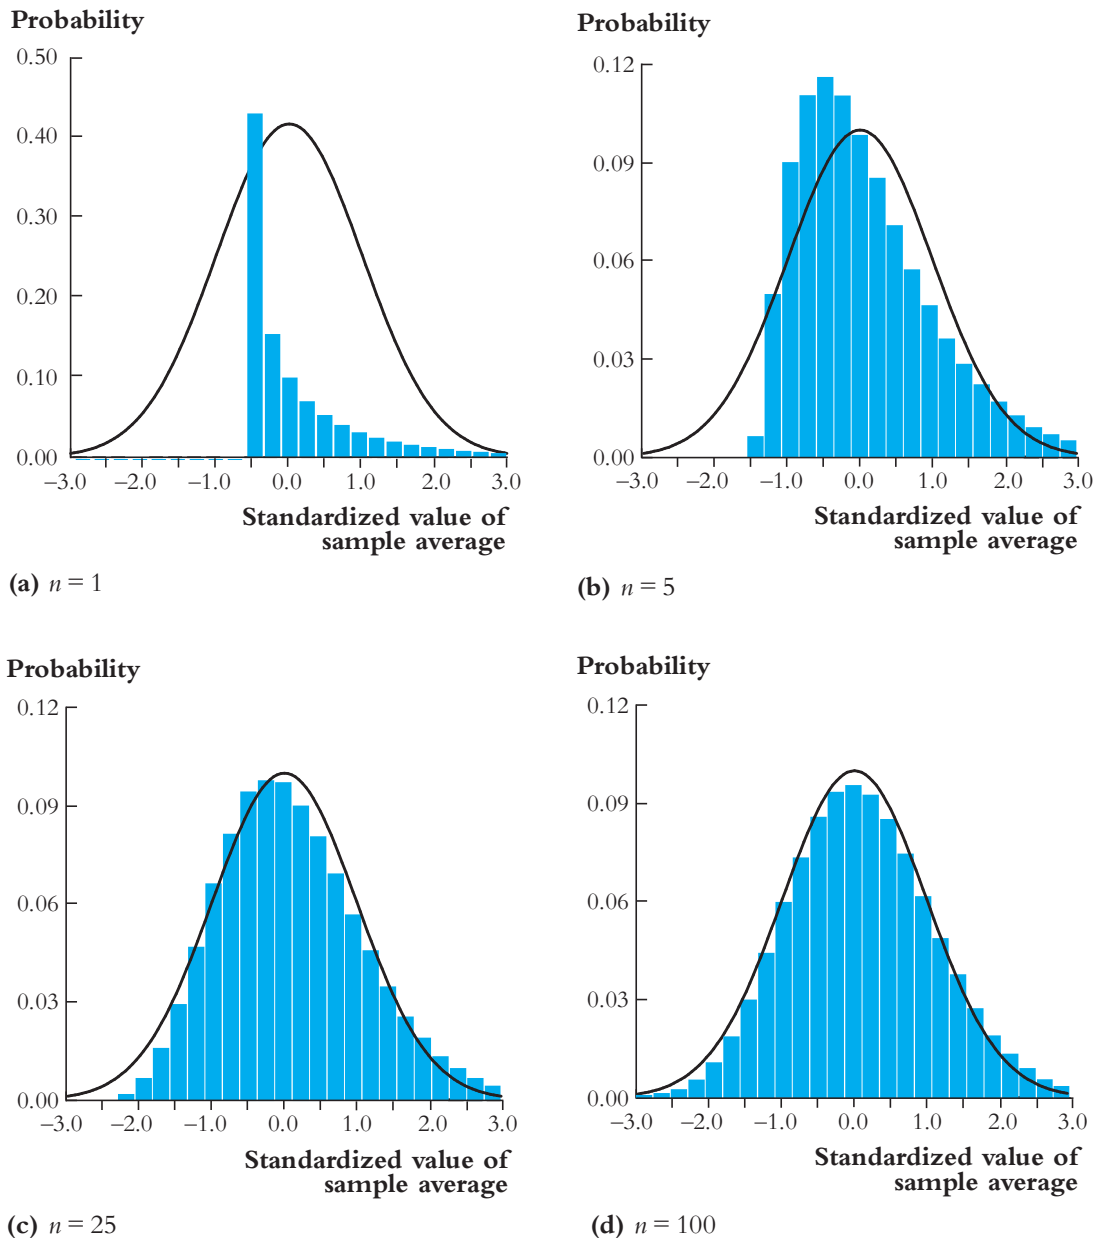 Probability
0.50
0.40
0.30
0.20
0.10
0.00
–3.0 –2.0 –1.0 0.0 1.0 2.0 3.0
Standardized value of
sample average
(a) n = 1
Probability
0.12
0.09
0.06
0.03
0.00
–3.0 –2.0 –1.0 0.0 1.0 2.0 3.0
Standardized value of
sample average
(b) n = 5
Probability
0.12
0.09
0.06
0.03
0.00
–3.0 –2.0 –1.0 0.0 1.0 2.0 3.0
Standardized value of
sample average
(c) n = 25
Probability
0.12
0.09
0.06
0.03
0.00
–3.0 –2.0 –1.0 0.0 1.0 2.0 3.0
Standardized value of
sample average
(d) n = 100